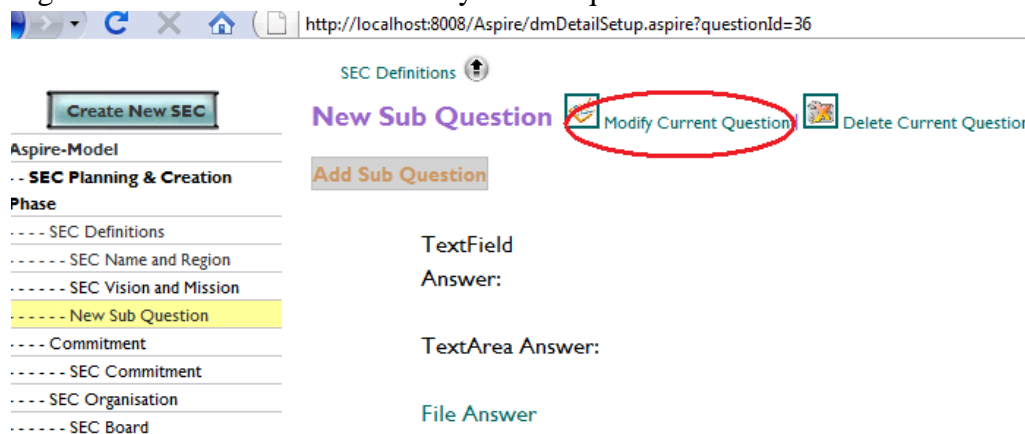 http://localhost:8008/Aspire/dmDetailSetup.aspire?questionId=36
SEC Definitions
Create New SEC
New Sub Question
Modify Current Question|
Delete Current Question
Aspire-Model
- - SEC Planning & Creation
Phase
Add Sub Question
- - - - SEC Definitions
- - - - - - SEC Name and Region
- - - - - - SEC Vision and Mission
- - - - - - New Sub Question
- - - - Commitment
- - - - - - SEC Commitment
- - - - SEC Organisation
- - - - - - SEC Board
TextField
Answer:
TextArea Answer:
File Answer